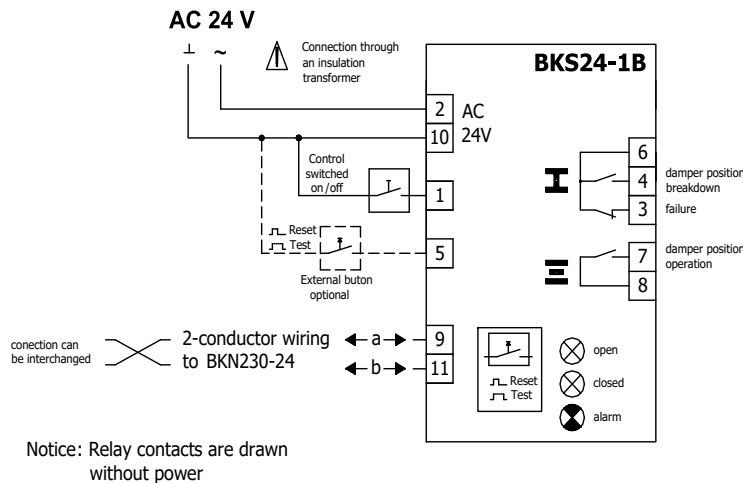 AC 24 V
⊥ ~
Connection through
an insulation
transformer
BKS24-1B
2 AC
10 24V
Control
switched
on/off
1
Reset
Test
5
External buton
optional
6
4
damper position
breakdown
3 failure
7
damper position
operation
8
conection can
be interchanged
2-conductor wiring
to BKN230-24
a 9
b 11
Reset
Test
open
closed
alarm
Notice: Relay contacts are drawn
without power